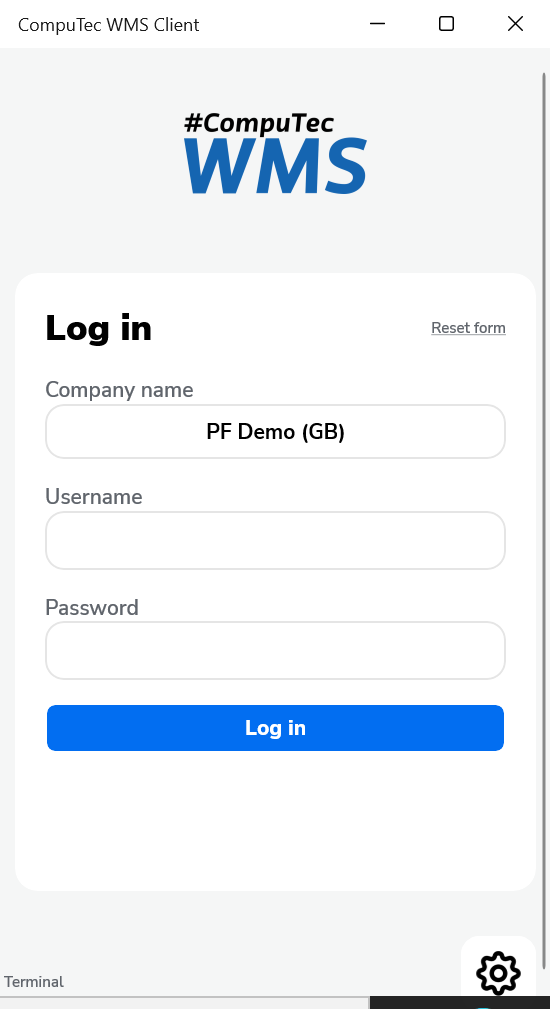 CompuTec WMS Client
#CompuTec
WMS
Log in
Reset form
Company name
PF Demo (GB)
Username
Password
Log in
Terminal